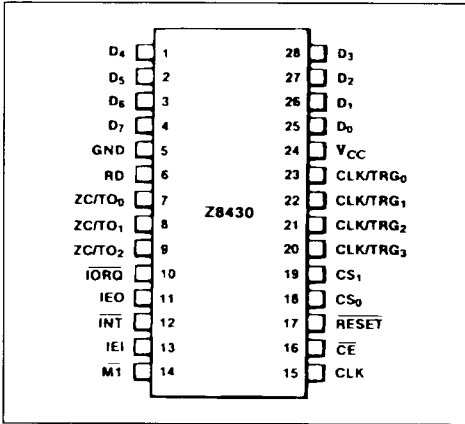 D4 1 28 D3
D5 2 27 D2
D6 3 26 D1
D7 4 25 D0
GND 5 24 VCC
RD 6 23 CLK/TRG0
ZC/TO0 7 22 CLK/TRG1
ZC/TO1 8 21 CLK/TRG2
Z8430
ZC/TO2 9 20 CLK/TRG3
IORQ 10 19 CS1
IEO 11 18 CS0
INT 12 17 RESET
IEI 13 16 CE
M1 14 15 CLK